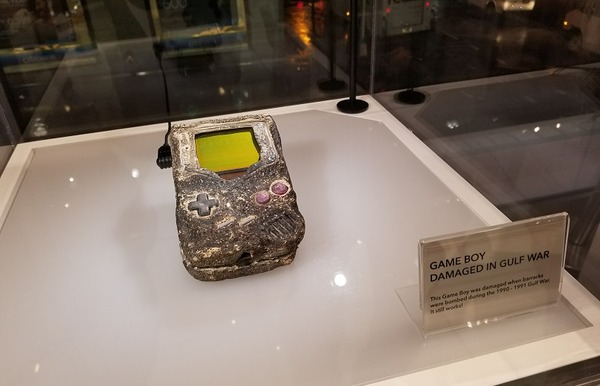 GAME BOY
DAMAGED IN GULF WAR
This Game Boy was damaged when barracks
were bombed during the 1990 - 1991 Gulf War.
It still works!